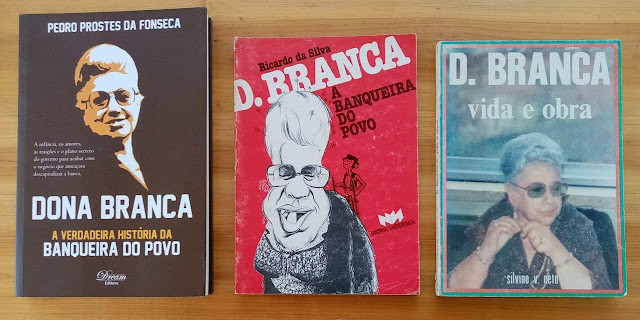 PEDRO PROSTES DA FONSECA
A infância, os amores,
as traições e o plano secreto
do governo para acabar com
o negócio que ameaçou
descapitalizar a banca.
DONA BRANCA
A VERDADEIRA HISTÓRIA DA
BANQUEIRA DO POVO
Dream
Editora
Ricardo da Silva
D. BRANCA
A
BANQUEIRA
DO
POVO
D. BRANCA
vida e obra
silvino v. neto